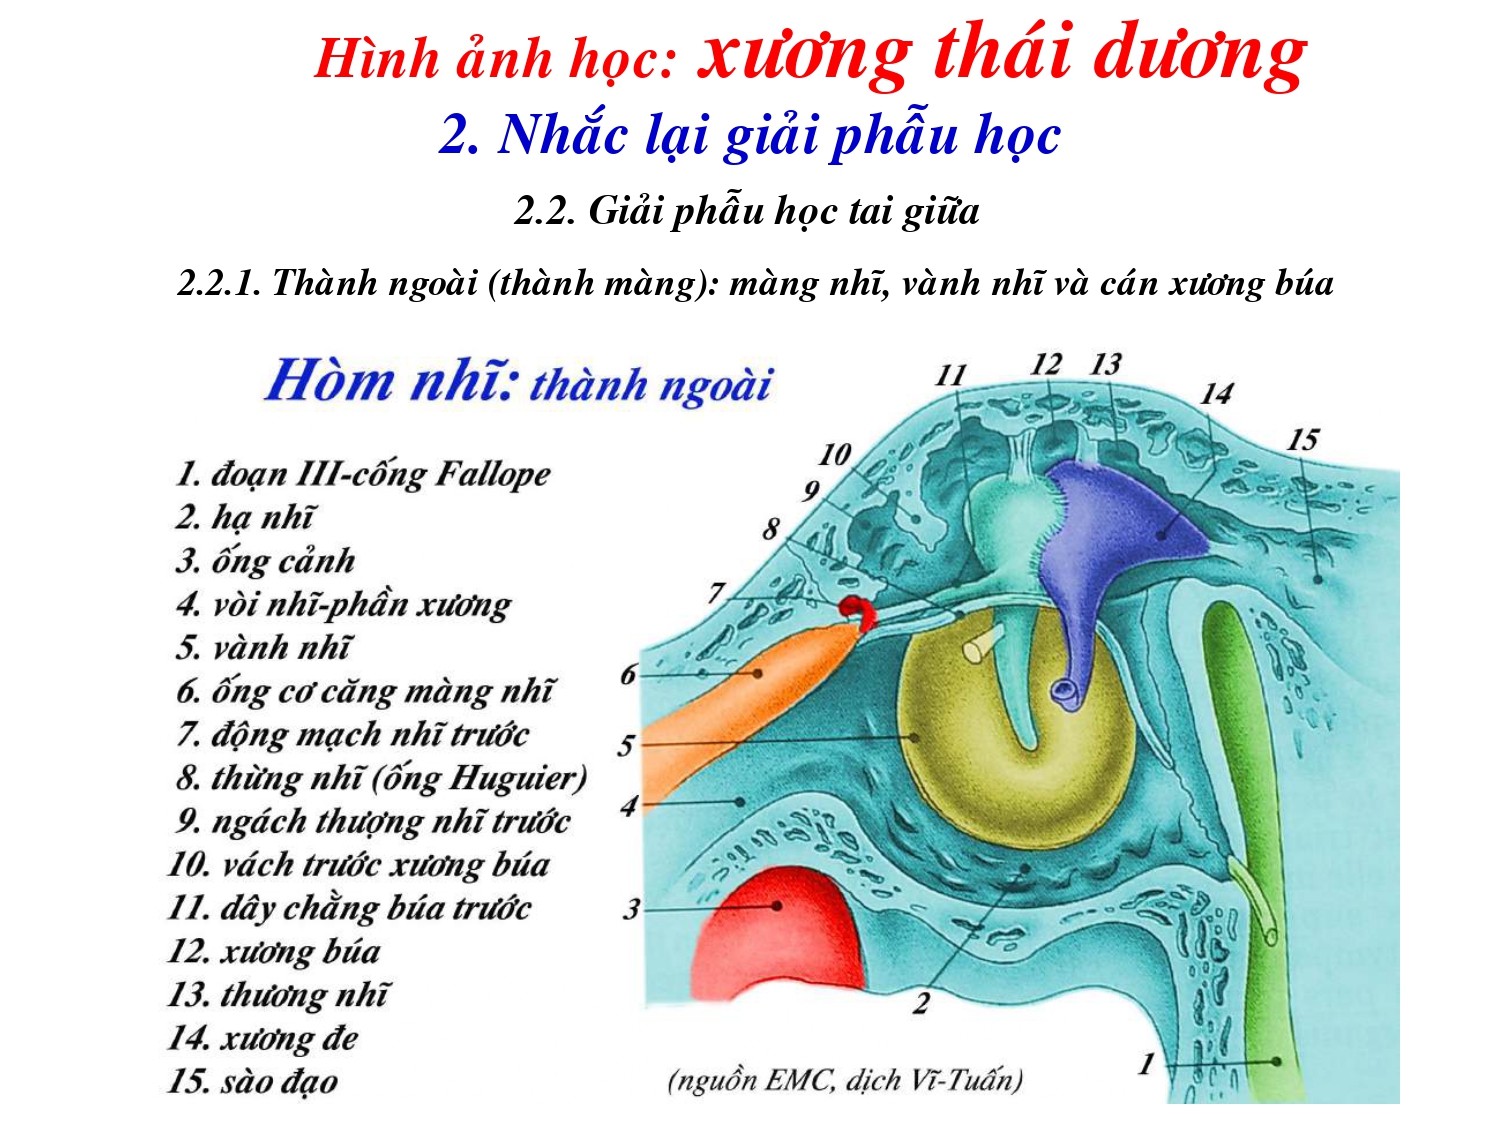 Hình ảnh học: xương thái dương
2. Nhắc lại giải phẫu học
2.2. Giải phẫu học tai giữa
2.2.1. Thành ngoài (thành màng): màng nhĩ, vành nhĩ và cán xương búa
Hòm nhĩ: thành ngoài
1. đoạn III-cống Fallope
2. hạ nhĩ
3. ống cảnh
4. vòi nhĩ-phần xương
5. vành nhĩ
6. ống cơ căng màng nhĩ
7. động mạch nhĩ trước
8. thừng nhĩ (ống Huguier)
9. ngách thượng nhĩ trước
10. vách trước xương búa
11. dây chằng búa trước
12. xương búa
13. thương nhĩ
14. xương đe
15. sào đạo
11
12
13
14
15
10
9
8
7
6
5
4
3
2
1
(nguồn EMC, dịch Vĩ-Tuấn)